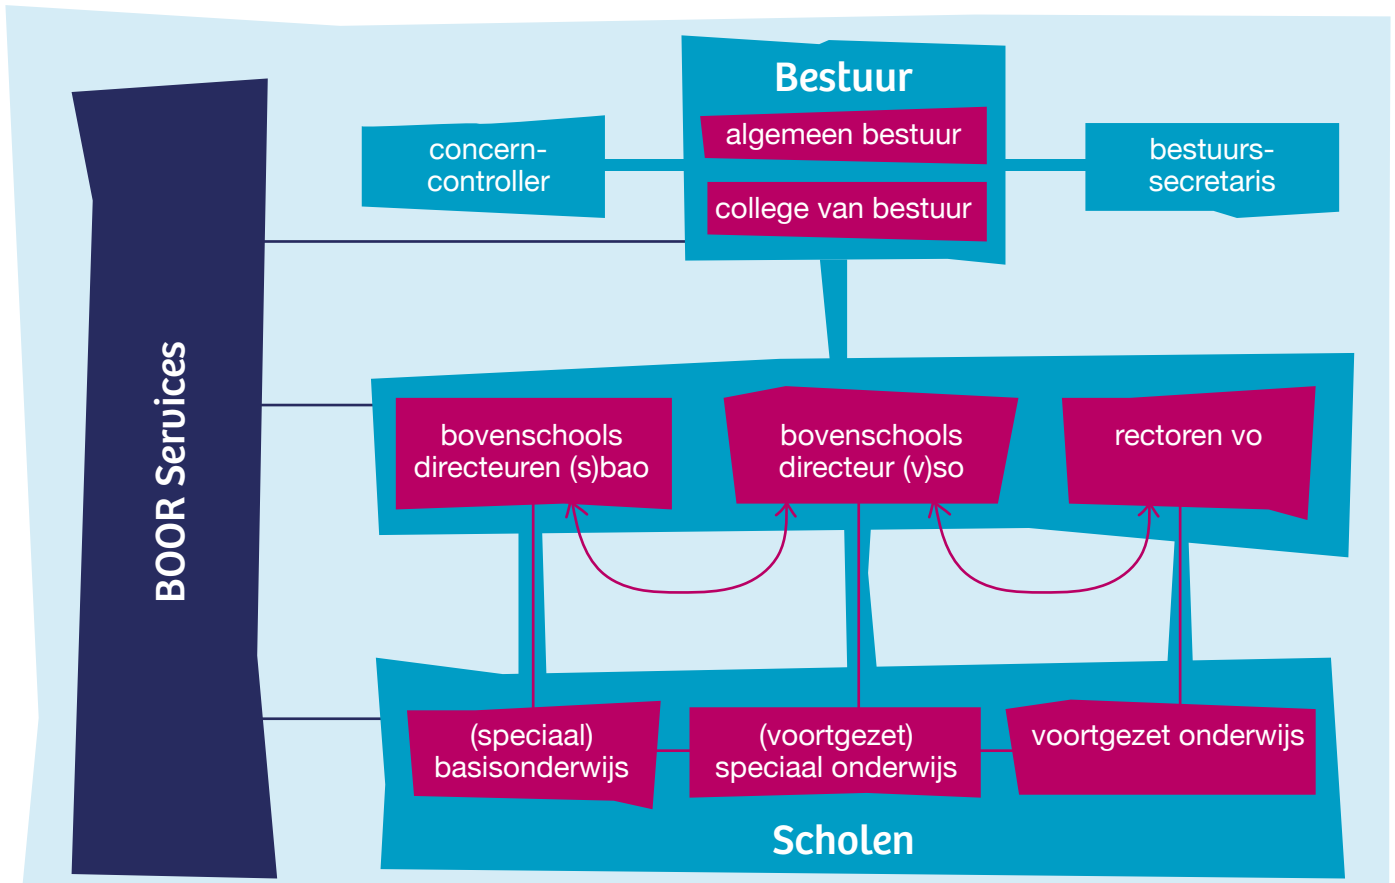 Bestuur
algemeen bestuur
college van bestuur
concern-
controller
bestuurs-
secretaris
BOOR Services
bovenschools
directeuren (s)bao
bovenschools
directeur (v)so
rectoren vo
(speciaal)
basisonderwijs
(voortgezet)
speciaal onderwijs
voortgezet onderwijs
Scholen